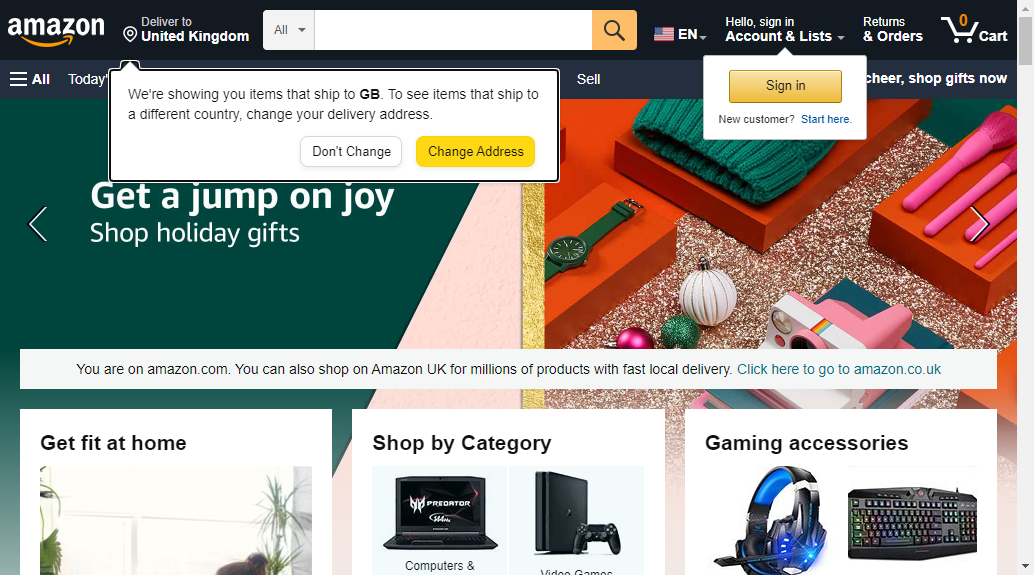 amazon
Deliver to
United Kingdom
All
EN
Hello, sign in
Account & Lists
Returns
& Orders
0
Cart
All
Today'
Sell
cheer, shop gifts now
We're showing you items that ship to GB. To see items that ship to
a different country, change your delivery address.
Don't Change
Change Address
Sign in
New customer? Start here.
Get a jump on joy
Shop holiday gifts
You are on amazon.com. You can also shop on Amazon UK for millions of products with fast local delivery. Click here to go to amazon.co.uk
Get fit at home
Shop by Category
PREDATOR
Computers &
Video Games
Gaming accessories